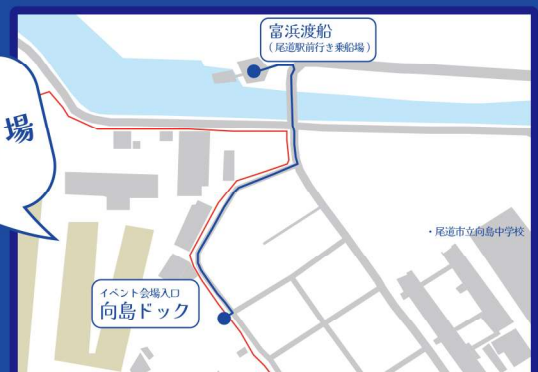 富浜渡船
(尾道駅前行き乗船場)
場
・尾道市立向島中学校
イベント会場入口
向島ドック